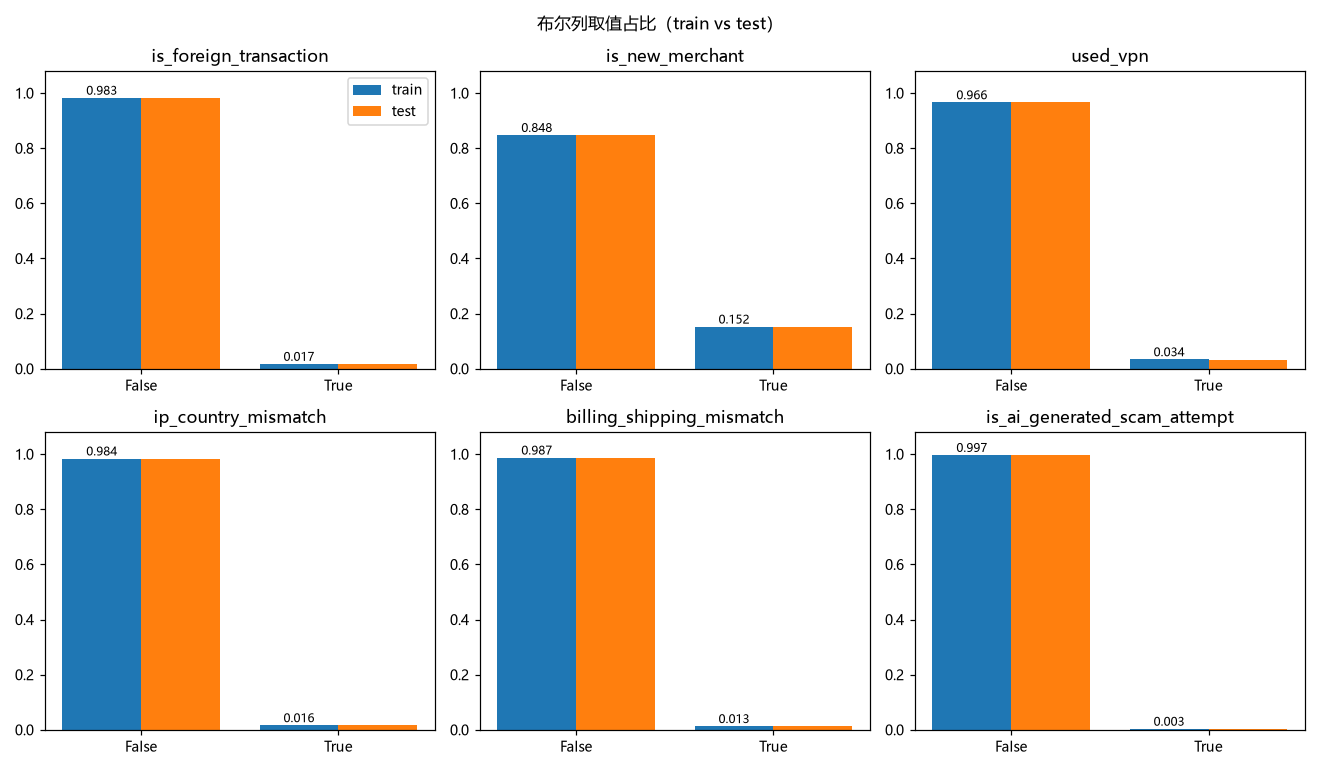 布尔列取值占比（train vs test）
is_foreign_transaction
is_new_merchant
used_vpn
1.0
0.8
0.6
0.4
0.2
0.0
0.983
0.017
train
test
False
True
1.0
0.8
0.6
0.4
0.2
0.0
0.848
0.152
False
True
1.0
0.8
0.6
0.4
0.2
0.0
0.966
0.034
False
True
ip_country_mismatch
billing_shipping_mismatch
is_ai_generated_scam_attempt
1.0
0.8
0.6
0.4
0.2
0.0
0.984
0.016
False
True
1.0
0.8
0.6
0.4
0.2
0.0
0.987
0.013
False
True
1.0
0.8
0.6
0.4
0.2
0.0
0.997
0.003
False
True